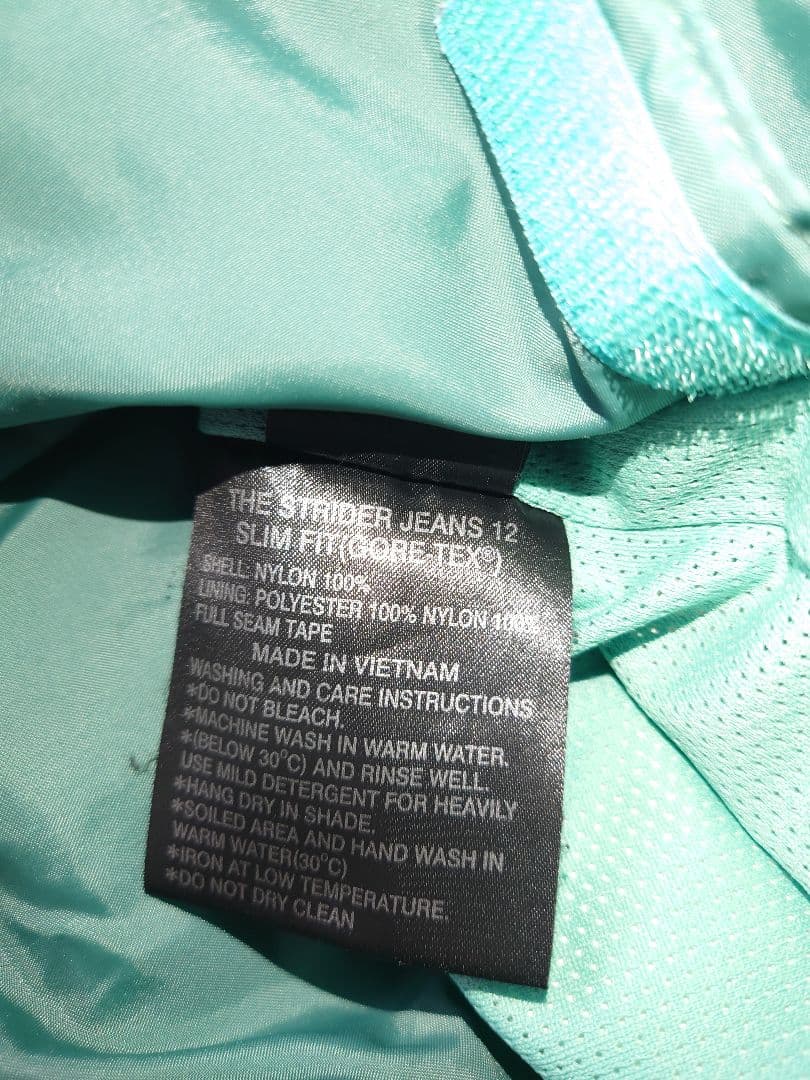 THE STRIDER JEANS 12
SLIM FIT(GORE-TEX®)
SHELL: NYLON 100%
LINING: POLYESTER 100% NYLON 100%
FULL SEAM TAPE
MADE IN VIETNAM
WASHING AND CARE INSTRUCTIONS
*DO NOT BLEACH.
*MACHINE WASH IN WARM WATER.
*(BELOW 30°C) AND RINSE WELL.
USE MILD DETERGENT FOR HEAVILY
*HANG DRY IN SHADE.
*SOILED AREA AND HAND WASH IN
WARM WATER(30°C)
*IRON AT LOW TEMPERATURE.
*DO NOT DRY CLEAN